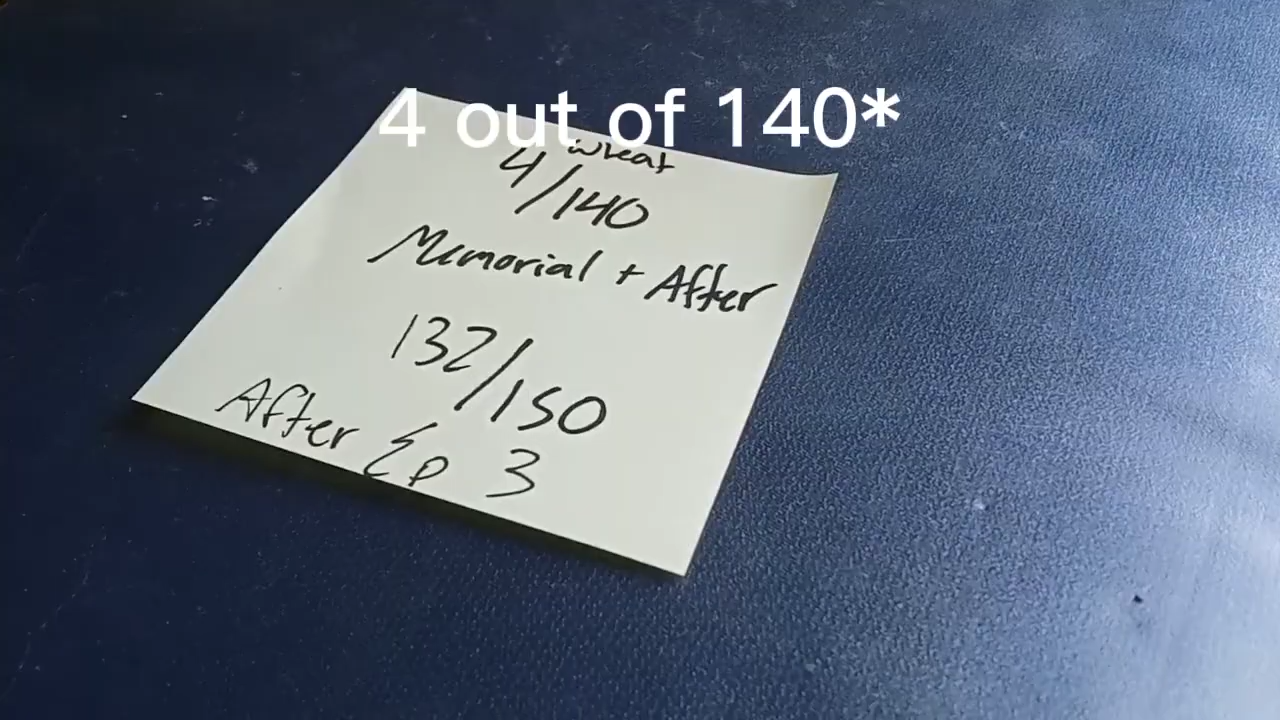 4 out of 140*
wheat
4/140
Memorial + After
132/150
After Ep 3